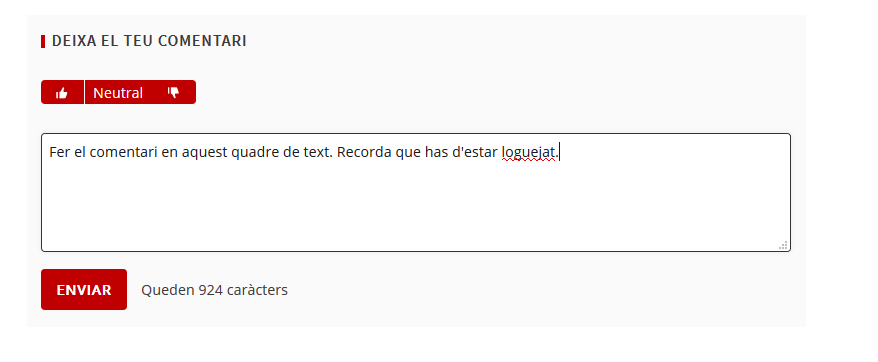 DEIXA EL TEU COMENTARI
Neutral
Fer el comentari en aquest quadre de text. Recorda que has d'estar loguejat.
ENVIAR Queden 924 caràcters